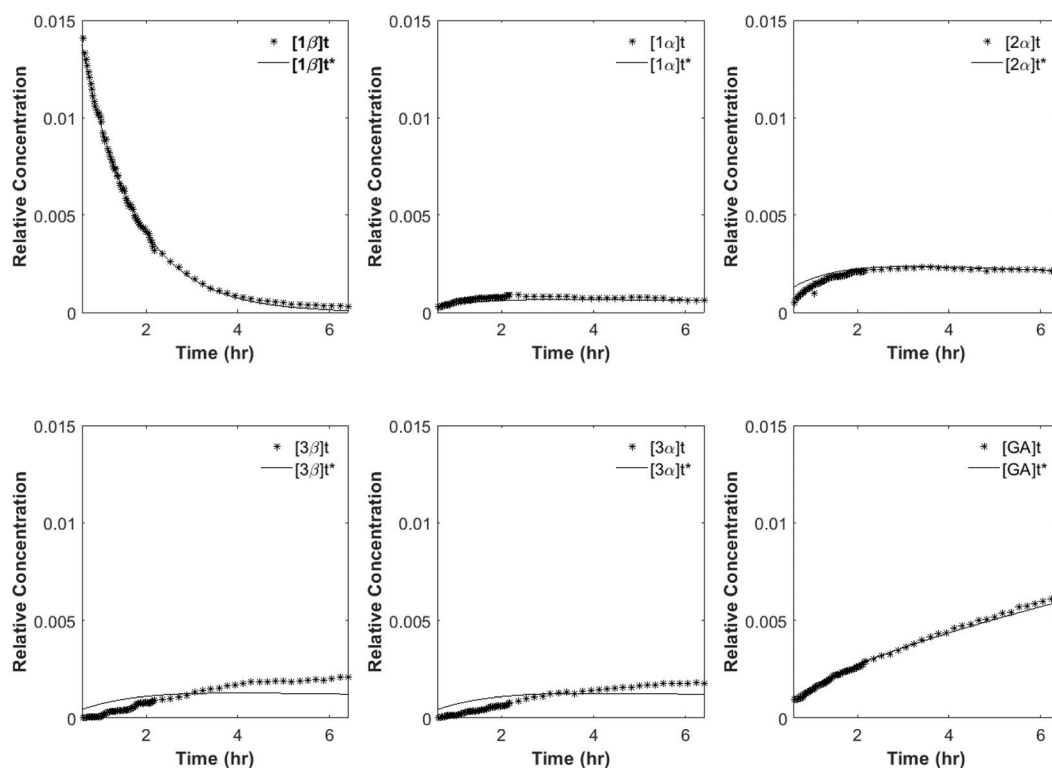 0.015
[1β]t
[1β]t*
0.01
0.005
0
2
4
6
Relative Concentration
Time (hr)
0.015
[1α]t
[1α]t*
0.01
0.005
0
2
4
6
Relative Concentration
Time (hr)
0.015
[2α]t
[2α]t*
0.01
0.005
0
2
4
6
Relative Concentration
Time (hr)
0.015
[3β]t
[3β]t*
0.01
0.005
0
2
4
6
Relative Concentration
Time (hr)
0.015
[3α]t
[3α]t*
0.01
0.005
0
2
4
6
Relative Concentration
Time (hr)
0.015
[GA]t
[GA]t*
0.01
0.005
0
2
4
6
Relative Concentration
Time (hr)